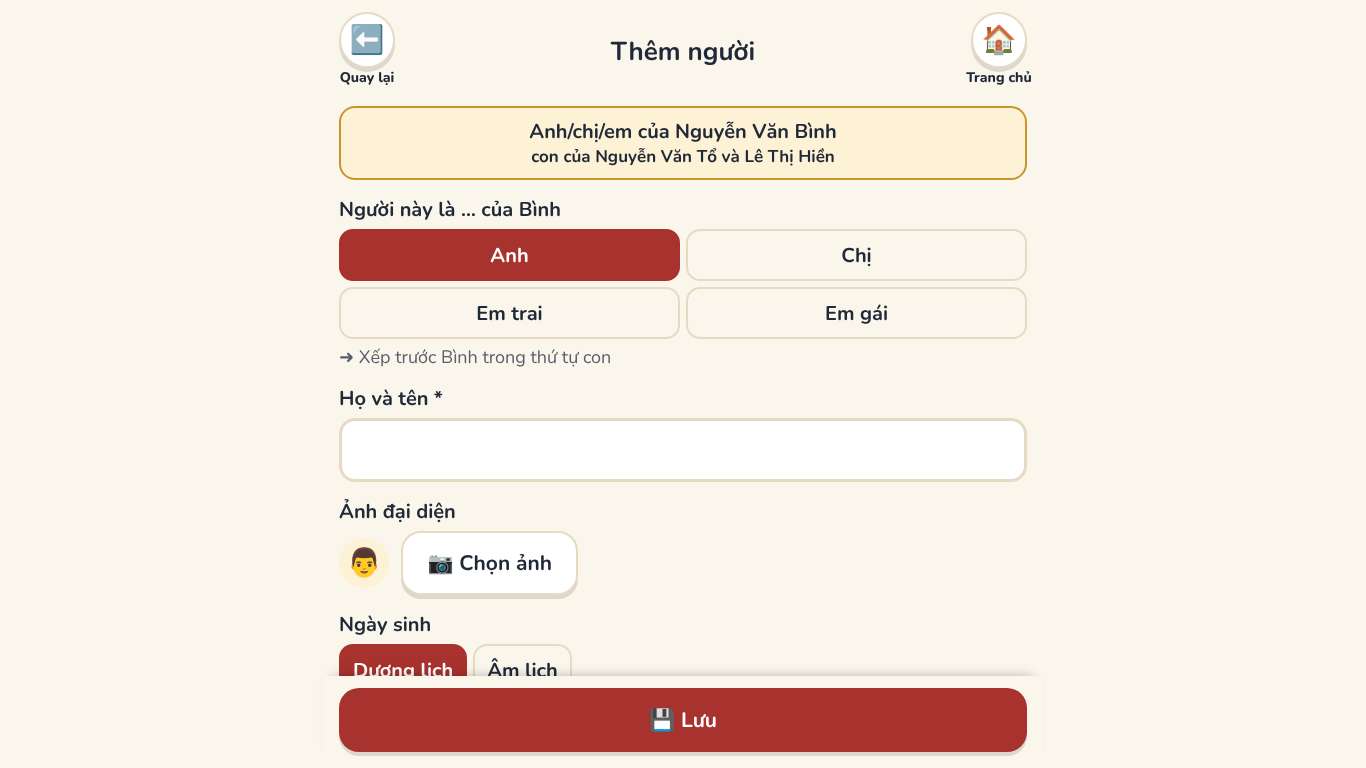 Thêm người
Quay lại
Trang chủ
Anh/chị/em của Nguyễn Văn Bình
con của Nguyễn Văn Tổ và Lê Thị Hiền
Người này là ... của Bình
Anh
Chị
Em trai
Em gái
➜ Xếp trước Bình trong thứ tự con
Họ và tên *
Ảnh đại diện
Chọn ảnh
Ngày sinh
Dương lịch
Âm lịch
Lưu